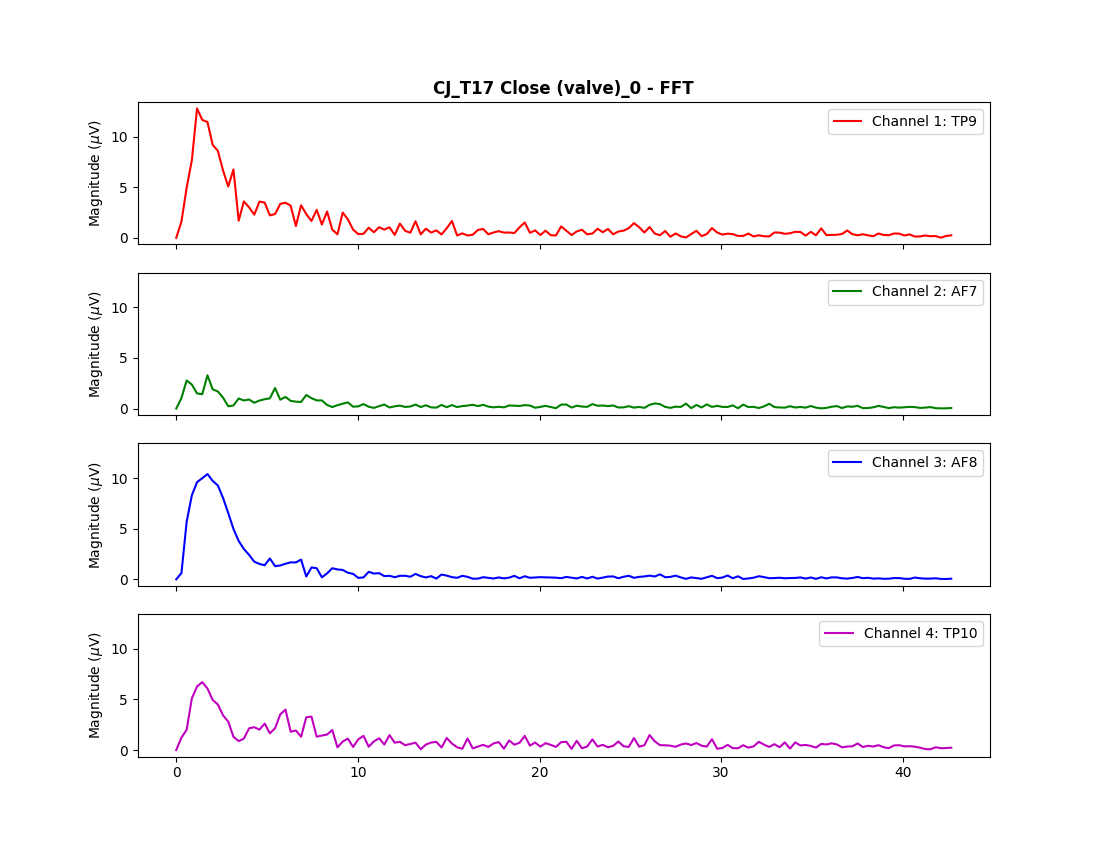 CJ_T17 Close (valve)_0 - FFT
Magnitude (μV)
10
5
0
Channel 1: TP9
Magnitude (μV)
10
5
0
Channel 2: AF7
Magnitude (μV)
10
5
0
Channel 3: AF8
Magnitude (μV)
10
5
0
Channel 4: TP10
0 10 20 30 40